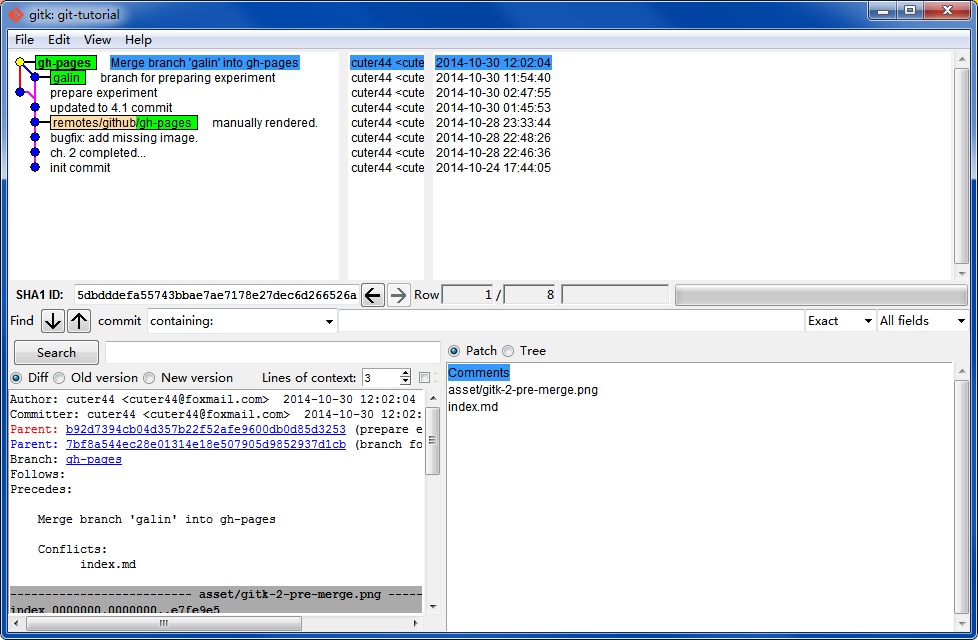 gitk: git-tutorial
File Edit View Help
gh-pages Merge branch 'galin' into gh-pages cuter44 <cute 2014-10-30 12:02:04
galin branch for preparing experiment cuter44 <cute 2014-10-30 11:54:40
prepare experiment cuter44 <cute 2014-10-30 02:47:55
updated to 4.1 commit cuter44 <cute 2014-10-30 01:45:53
remotes/github/gh-pages manually rendered. cuter44 <cute 2014-10-28 23:33:44
bugfix: add missing image. cuter44 <cute 2014-10-28 22:48:26
ch. 2 completed... cuter44 <cute 2014-10-28 22:46:36
init commit cuter44 <cute 2014-10-24 17:44:05
SHA1 ID: 5dbdddefa55743bbae7ae7178e27dec6d266526a Row 1 / 8
Find commit containing: Exact All fields
Search
Patch Tree
Diff Old version New version Lines of context: 3
Comments
asset/gitk-2-pre-merge.png
index.md
Author: cuter44 <cuter44@foxmail.com> 2014-10-30 12:02:04
Committer: cuter44 <cuter44@foxmail.com> 2014-10-30 12:02:
Parent: b92d7394cb04d357b22f52afe9600db0d85d3253 (prepare e
Parent: 7bf8a544ec28e01314e18e507905d9852937d1cb (branch fo
Branch: gh-pages
Follows:
Precedes:
Merge branch 'galin' into gh-pages
Conflicts:
index.md
-------------------------- asset/gitk-2-pre-merge.png -----
index 0000000,0000000..e7fe9e5